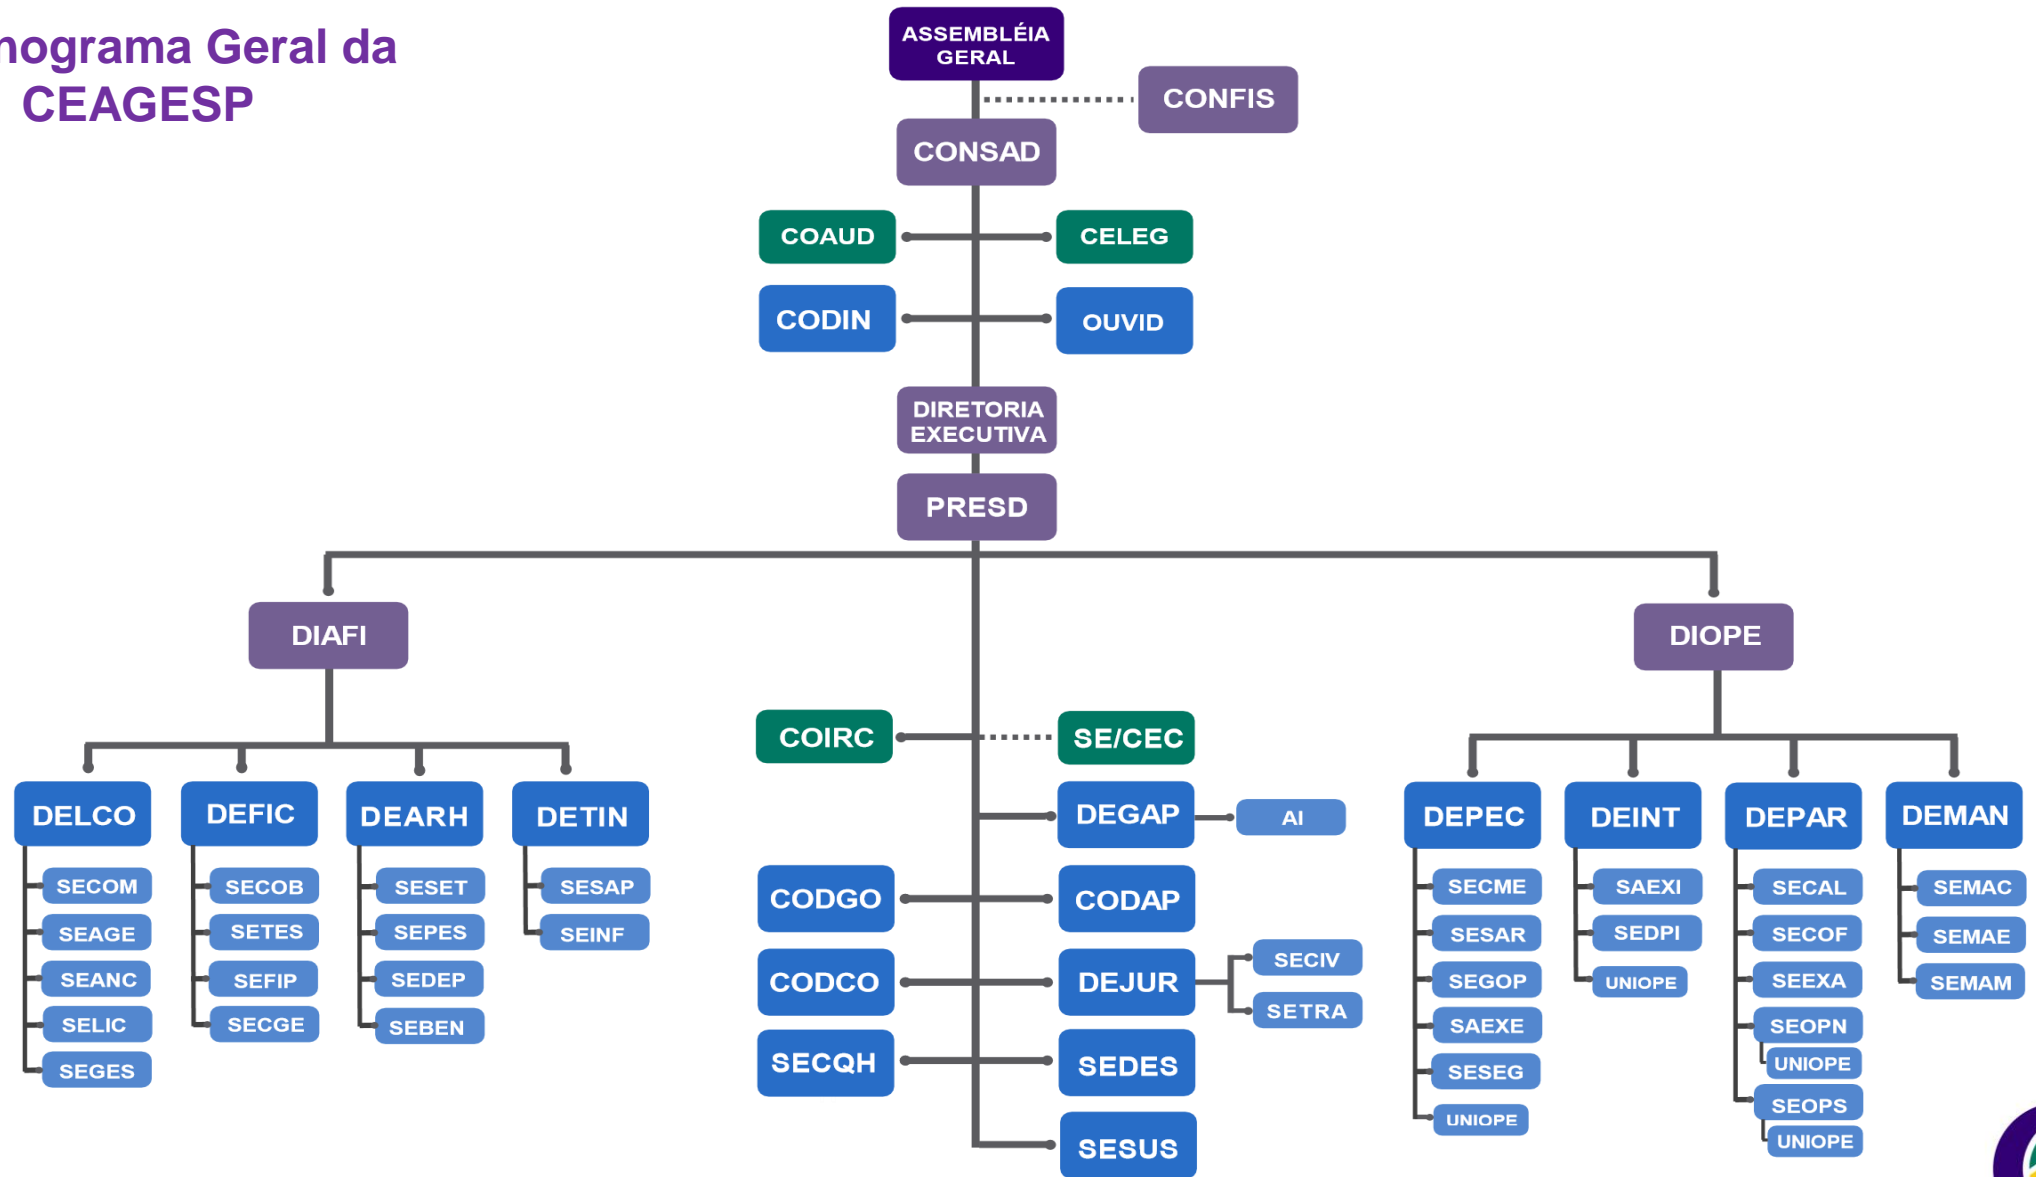 nograma Geral da
CEAGESP
ASSEMBLÉIA
GERAL
CONFIS
CONSAD
COAUD
CELEG
CODIN
OUVID
DIRETORIA
EXECUTIVA
PRESD
DIAFI
DIOPE
COIRC
SE/CEC
DELCO
DEFIC
DEARH
DETIN
DEGAP
AI
DEPEC
DEINT
DEPAR
DEMAN
SECOM
SEAGE
SEANC
SELIC
SEGES
SECOB
SETES
SEFIP
SECGE
SESET
SEPES
SEDEP
SEBEN
SESAP
SEINF
CODGO
CODAP
CODCO
DEJUR
SECIV
SETRA
SECQH
SEDES
SESUS
SECME
SESAR
SEGOP
SAEXE
SESEG
UNIOPE
SAEXI
SEDPI
UNIOPE
SECAL
SECOF
SEEXA
SEOPN
UNIOPE
SEOPS
UNIOPE
SEMAC
SEMAE
SEMAM